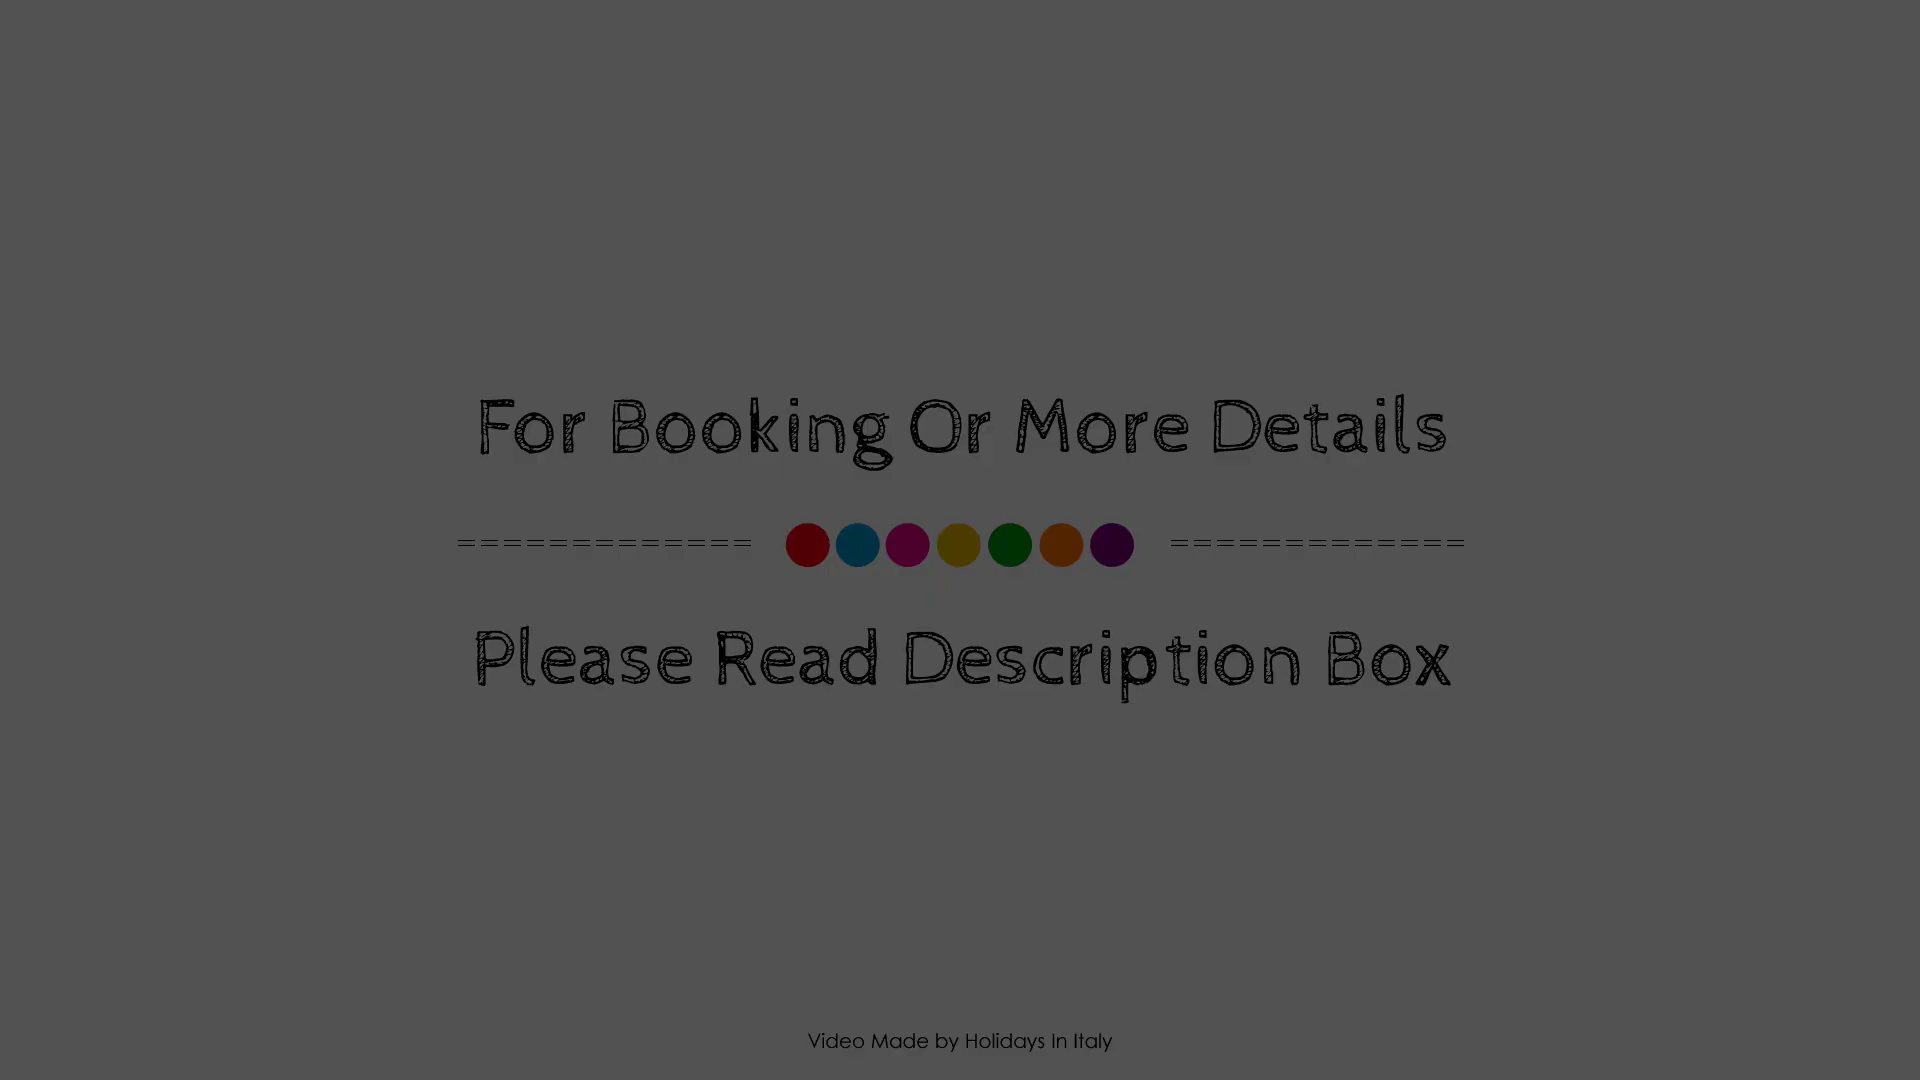 For Booking Or More Details
============= =============
Please Read Description Box
Video Made by Holidays In Italy